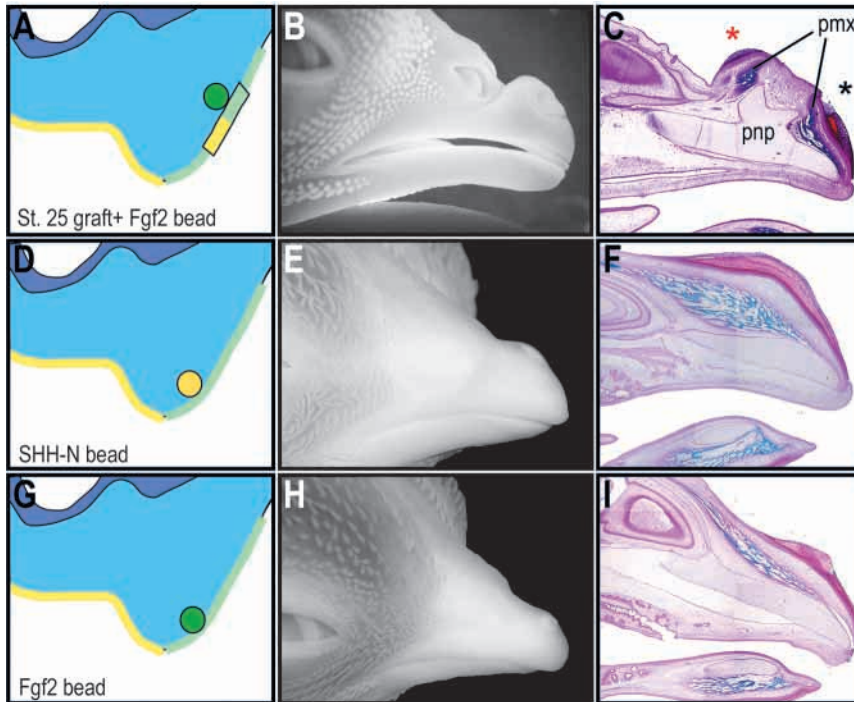 A
B
C
*
pmx
*
pnp
St. 25 graft+ Fgf2 bead
D
E
F
SHH-N bead
G
H
I
Fgf2 bead